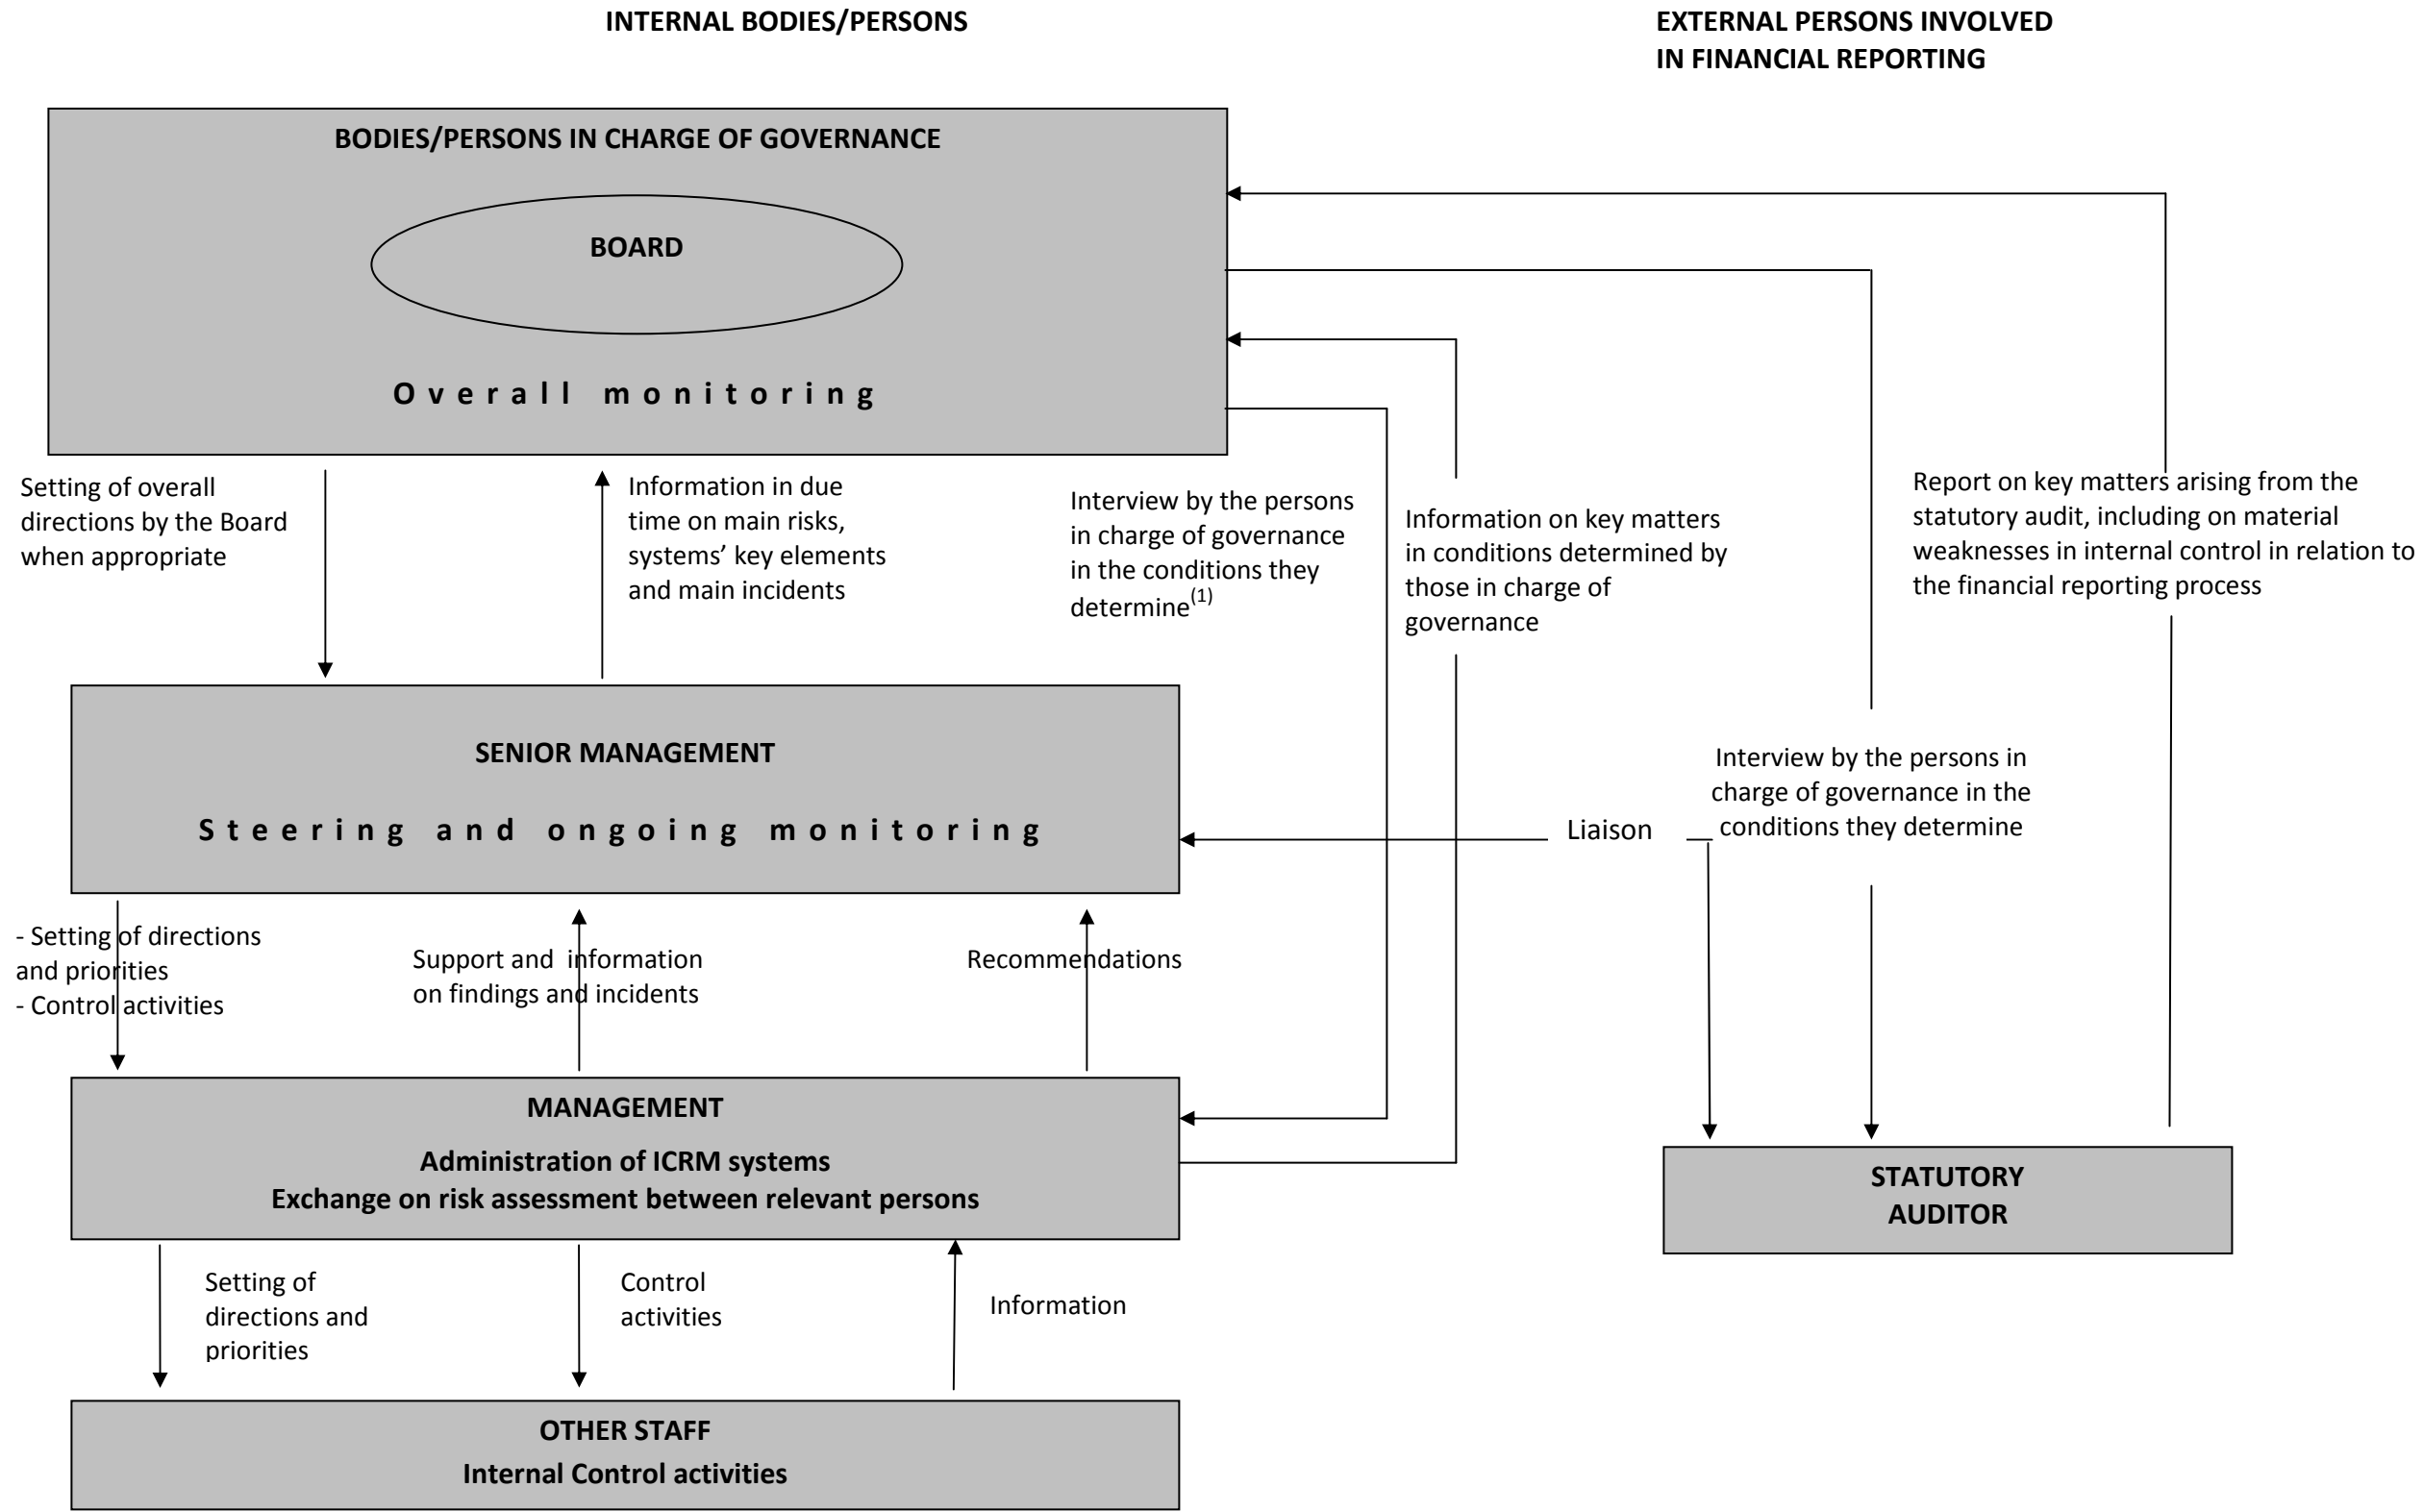 INTERNAL BODIES/PERSONS
EXTERNAL PERSONS INVOLVED
IN FINANCIAL REPORTING
BODIES/PERSONS IN CHARGE OF GOVERNANCE
BOARD
Overall monitoring
Setting of overall
directions by the Board
when appropriate
Information in due
time on main risks,
systems’ key elements
and main incidents
Interview by the persons
in charge of governance
in the conditions they
determine(1)
Information on key matters
in conditions determined by
those in charge of
governance
Report on key matters arising from the
statutory audit, including on material
weaknesses in internal control in relation to
the financial reporting process
SENIOR MANAGEMENT
Steering and ongoing monitoring
Liaison
Interview by the persons in
charge of governance in the
conditions they determine
- Setting of directions
and priorities
- Control activities
Support and information
on findings and incidents
Recommendations
MANAGEMENT
Administration of ICRM systems
Exchange on risk assessment between relevant persons
STATUTORY
AUDITOR
Setting of
directions and
priorities
Control
activities
Information
OTHER STAFF
Internal Control activities